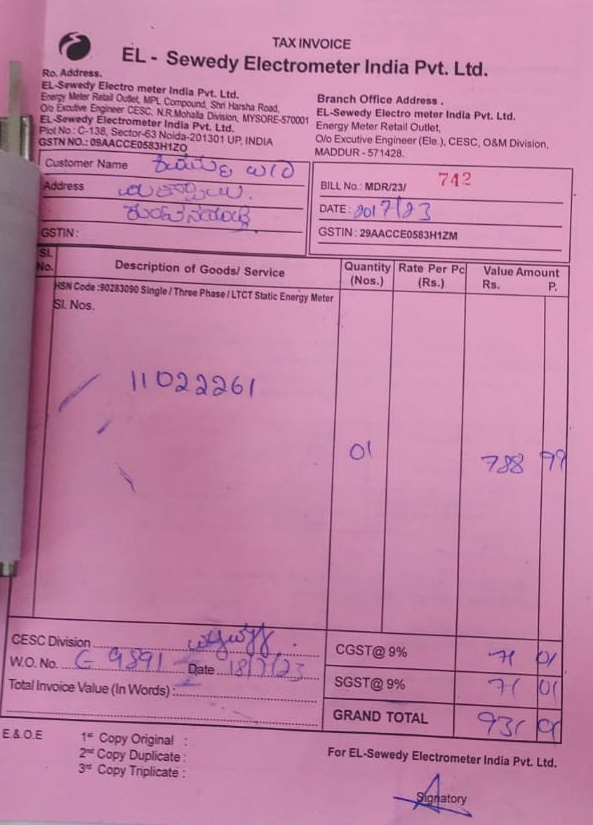 TAX INVOICE
EL - Sewedy Electrometer India Pvt. Ltd.
Ro. Address.
EL-Sewedy Electro meter India Pvt. Ltd.
Energy Meter Retail Outlet, MPL Compound, Shri Harsha Road,
O/o Excutive Engineer CESC, N.R.Mohalla Division, MYSORE-570001
EL-Sewedy Electrometer India Pvt. Ltd.
Plot No : C-138, Sector-63 Noida-201301 UP, INDIA
GSTN NO.: 09AACCE0583H1ZQ
Branch Office Address .
EL-Sewedy Electro meter India Pvt. Ltd.
Energy Meter Retail Outlet,
O/o Excutive Engineer (Ele.), CESC, O&M Division,
MADDUR - 571428.
Customer Name
Address
GSTIN :
BILL No.: MDR/23/ 742
DATE : 20/7/23
GSTIN : 29AACCE0583H1ZM
Sl. No. Description of Goods/ Service Quantity (Nos.) Rate Per Pc (Rs.) Value Amount Rs. P.
HSN Code :90283090 Single / Three Phase / LTCT Static Energy Meter
Sl. Nos.
11022261
01 788 99
CESC Division
W.O. No. G 9891 Date 18/7/23
Total Invoice Value (In Words) :
CGST@ 9% 71 01
SGST@ 9% 71 01
GRAND TOTAL 931 01
E.& O.E
1st Copy Original :
2nd Copy Duplicate :
3rd Copy Triplicate :
For EL-Sewedy Electrometer India Pvt. Ltd.
Signatory